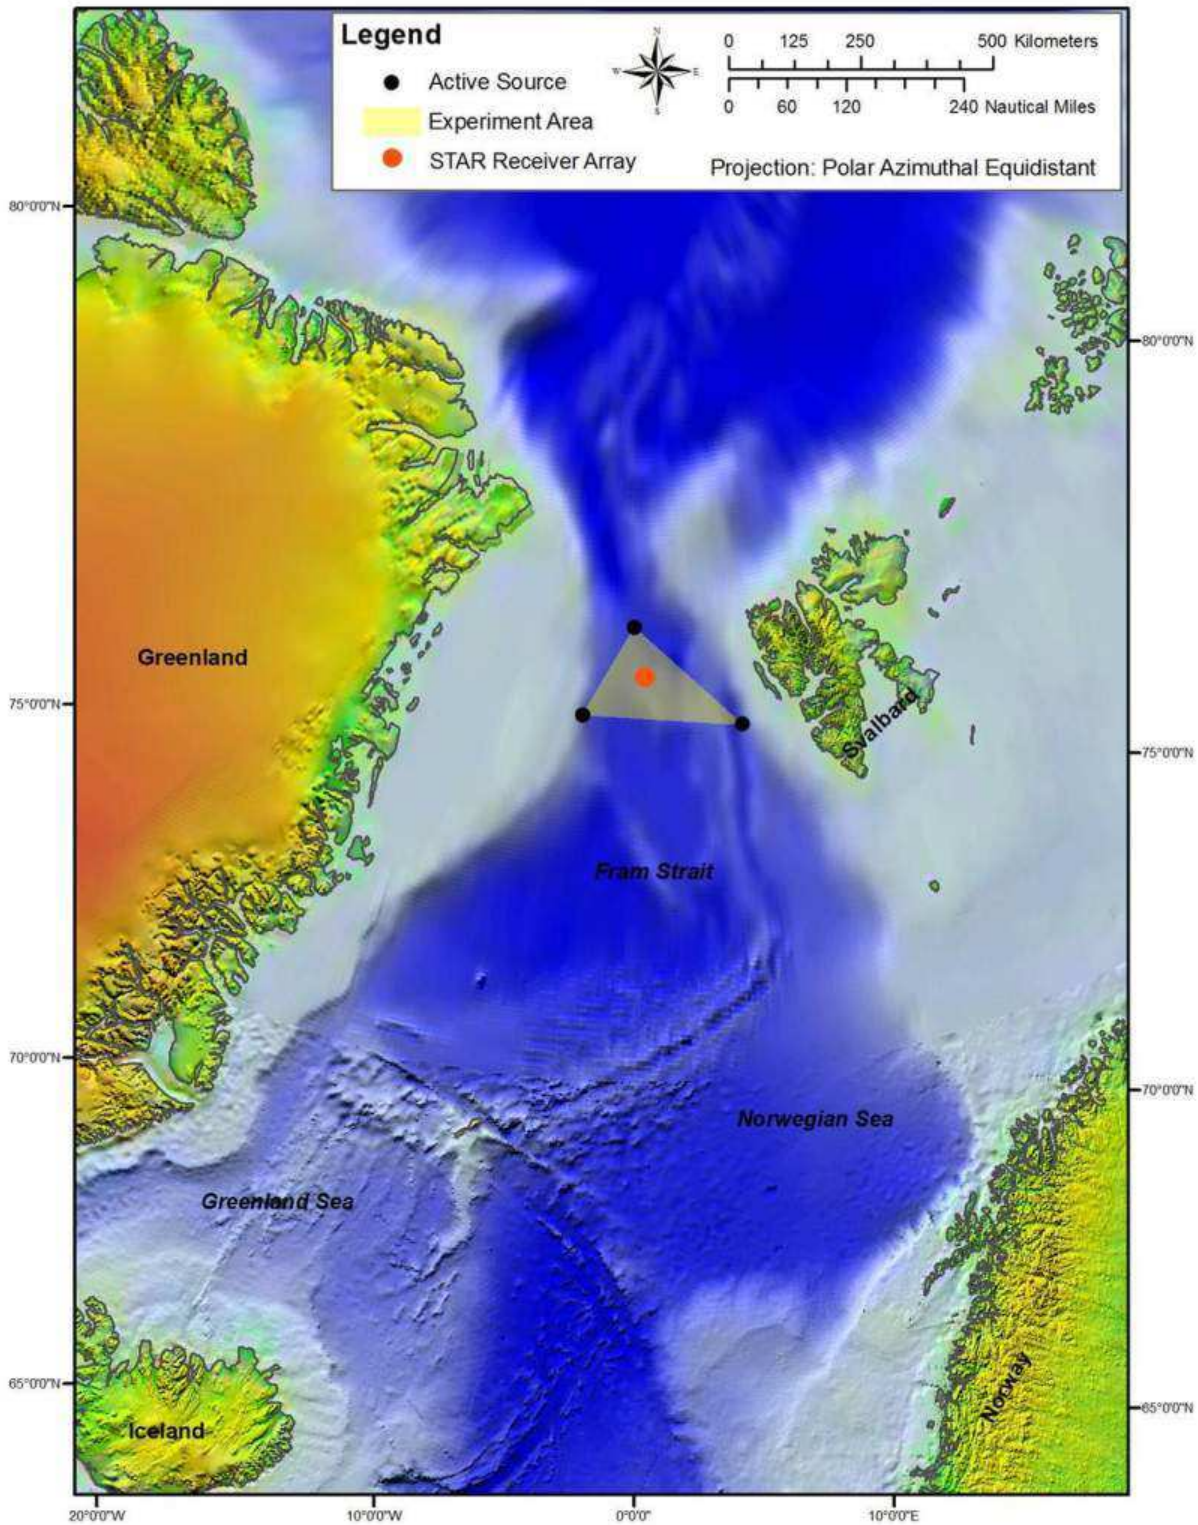 Legend
Active Source
Experiment Area
STAR Receiver Array
N
W E
S
0 125 250 500 Kilometers
0 60 120 240 Nautical Miles
Projection: Polar Azimuthal Equidistant
80°0'0"N
80°0'0"N
Greenland
75°0'0"N
Svalbard
75°0'0"N
Fram Strait
70°0'0"N
70°0'0"N
Norwegian Sea
Greenland Sea
65°0'0"N
Norway
65°0'0"N
Iceland
20°0'0"W 10°0'0"W 0°0'0" 10°0'0"E